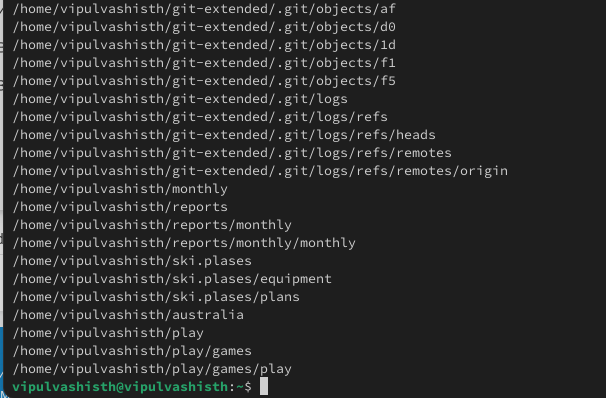 /home/vipulvashisth/git-extended/.git/objects/af
/home/vipulvashisth/git-extended/.git/objects/d0
/home/vipulvashisth/git-extended/.git/objects/1d
/home/vipulvashisth/git-extended/.git/objects/f1
/home/vipulvashisth/git-extended/.git/objects/f5
/home/vipulvashisth/git-extended/.git/logs
/home/vipulvashisth/git-extended/.git/logs/refs
/home/vipulvashisth/git-extended/.git/logs/refs/heads
/home/vipulvashisth/git-extended/.git/logs/refs/remotes
/home/vipulvashisth/git-extended/.git/logs/refs/remotes/origin
/home/vipulvashisth/monthly
/home/vipulvashisth/reports
/home/vipulvashisth/reports/monthly
/home/vipulvashisth/reports/monthly/monthly
/home/vipulvashisth/ski.plases
/home/vipulvashisth/ski.plases/equipment
/home/vipulvashisth/ski.plases/plans
/home/vipulvashisth/australia
/home/vipulvashisth/play
/home/vipulvashisth/play/games
/home/vipulvashisth/play/games/play
vipulvashisth@vipulvashisth:~$